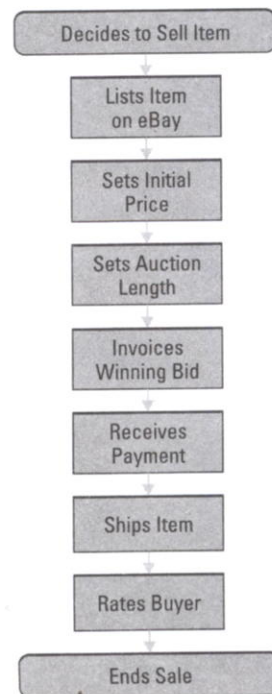 Decides to Sell Item
Lists Item
on eBay
Sets Initial
Price
Sets Auction
Length
Invoices
Winning Bid
Receives
Payment
Ships Item
Rates Buyer
Ends Sale